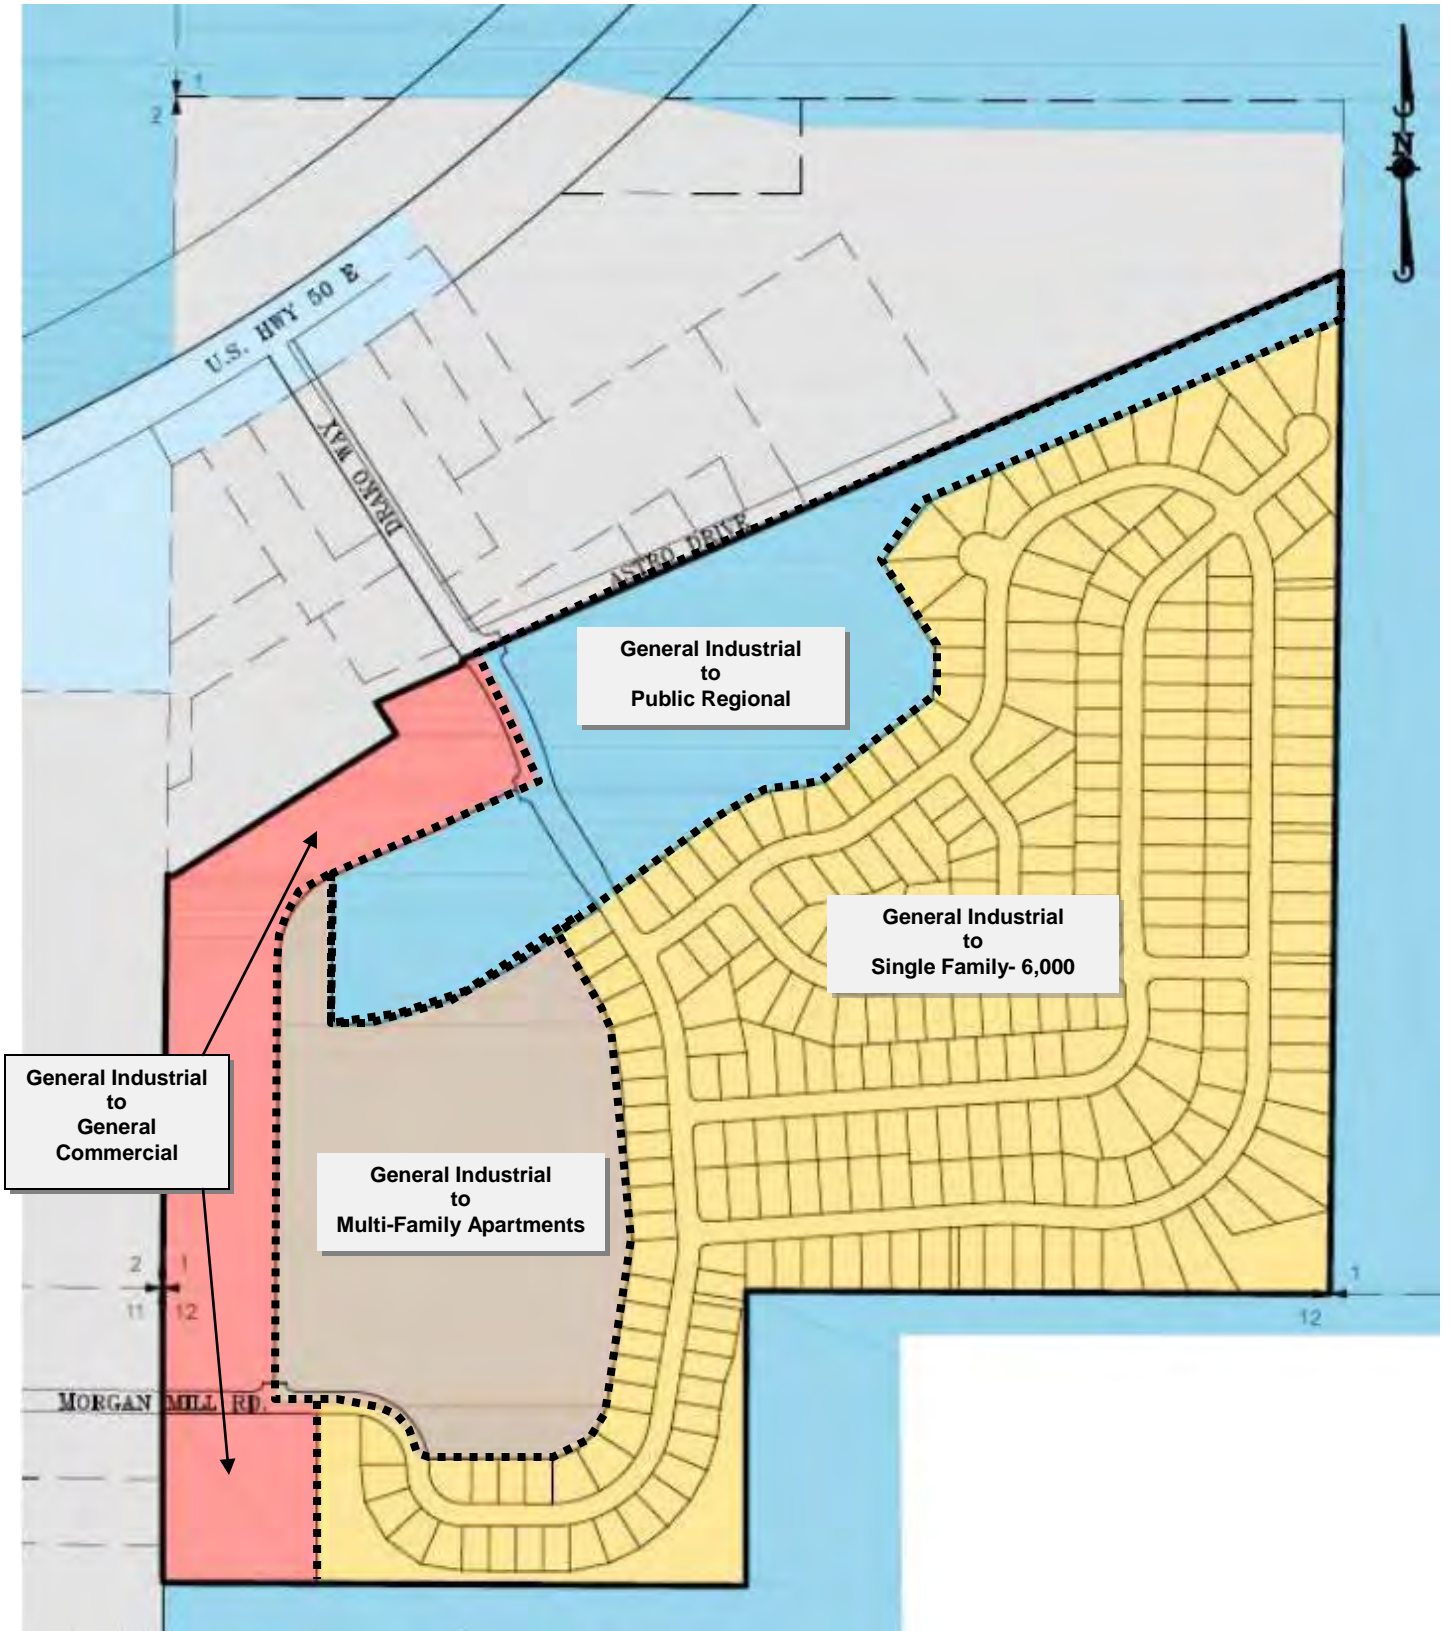 1
2
N
U.S. HWY 50 E
DRAKO WAY
ASTRO DRIVE
General Industrial
to
Public Regional
General Industrial
to
Single Family- 6,000
General Industrial
to
General
Commercial
General Industrial
to
Multi-Family Apartments
2 1
11 12
1
12
MORGAN MILL RD.